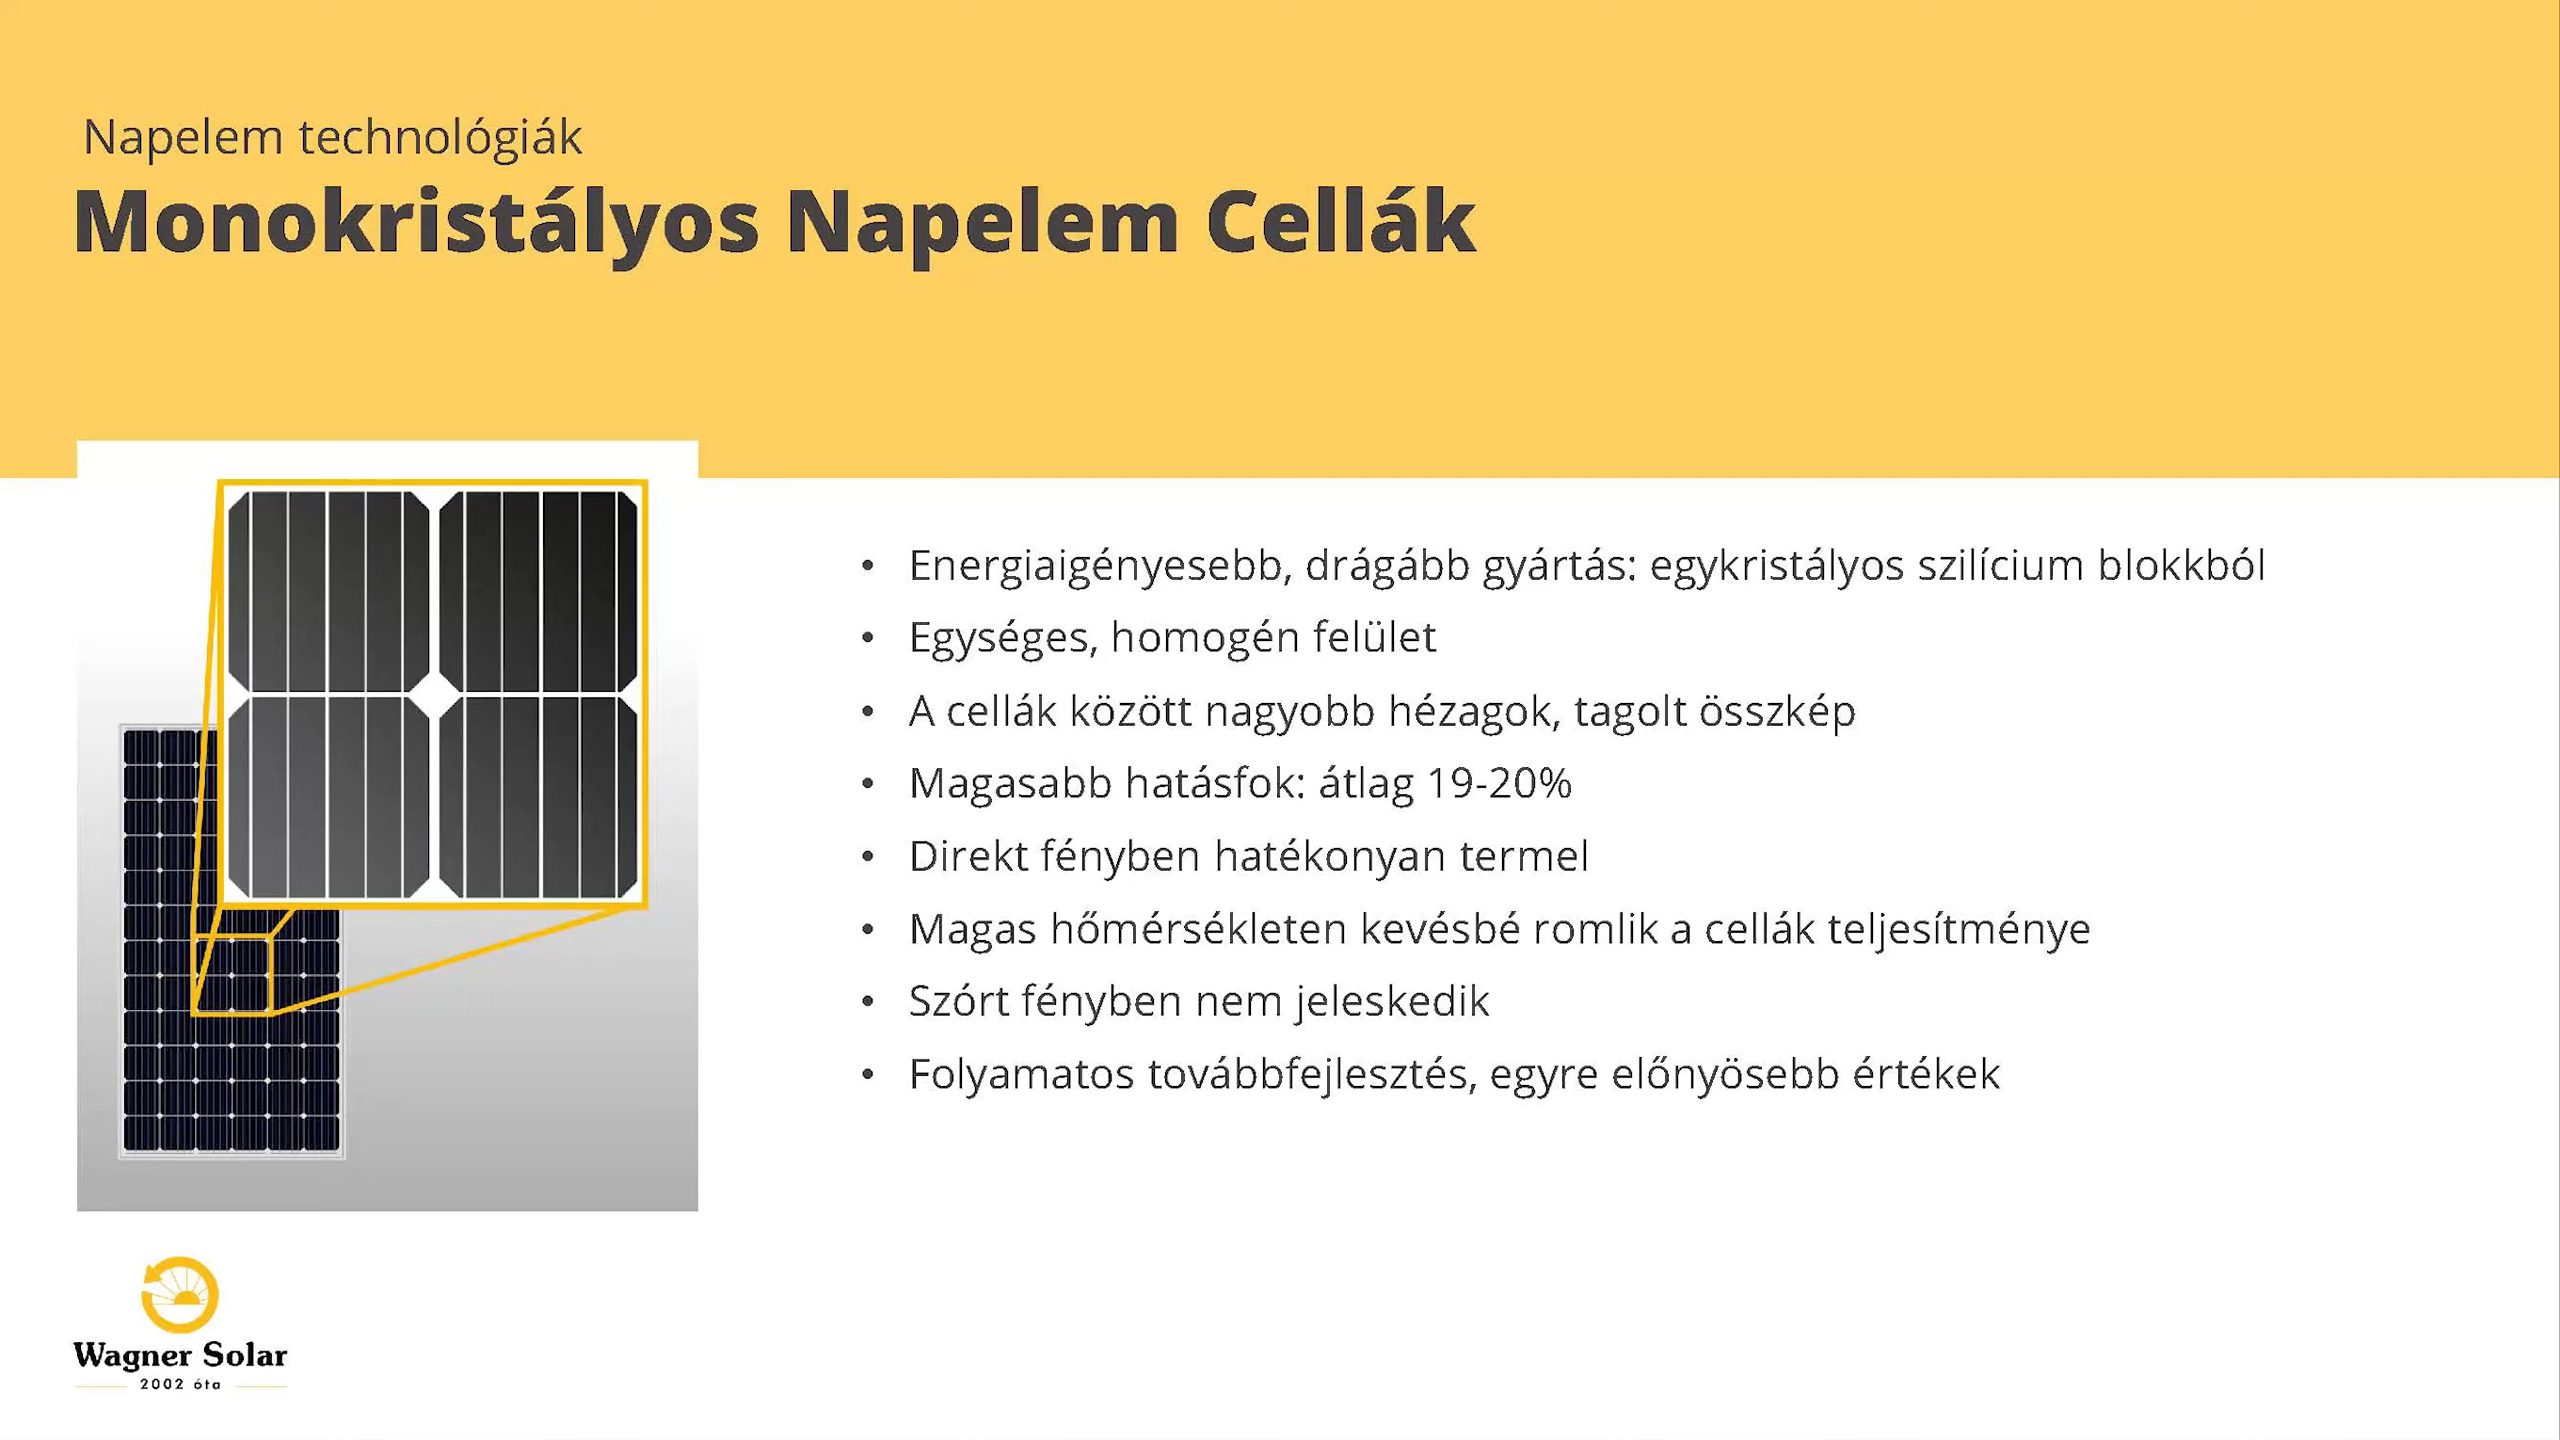 Napelem technológiák
Monokristályos Napelem Cellák
• Energiaigényesebb, drágább gyártás: egykristályos szilícium blokkból
• Egységes, homogén felület
• A cellák között nagyobb hézagok, tagolt összkép
• Magasabb hatásfok: átlag 19-20%
• Direkt fényben hatékonyan termel
• Magas hőmérsékleten kevésbé romlik a cellák teljesítménye
• Szórt fényben nem jeleskedik
• Folyamatos továbbfejlesztés, egyre előnyösebb értékek
Wagner Solar
2002 óta